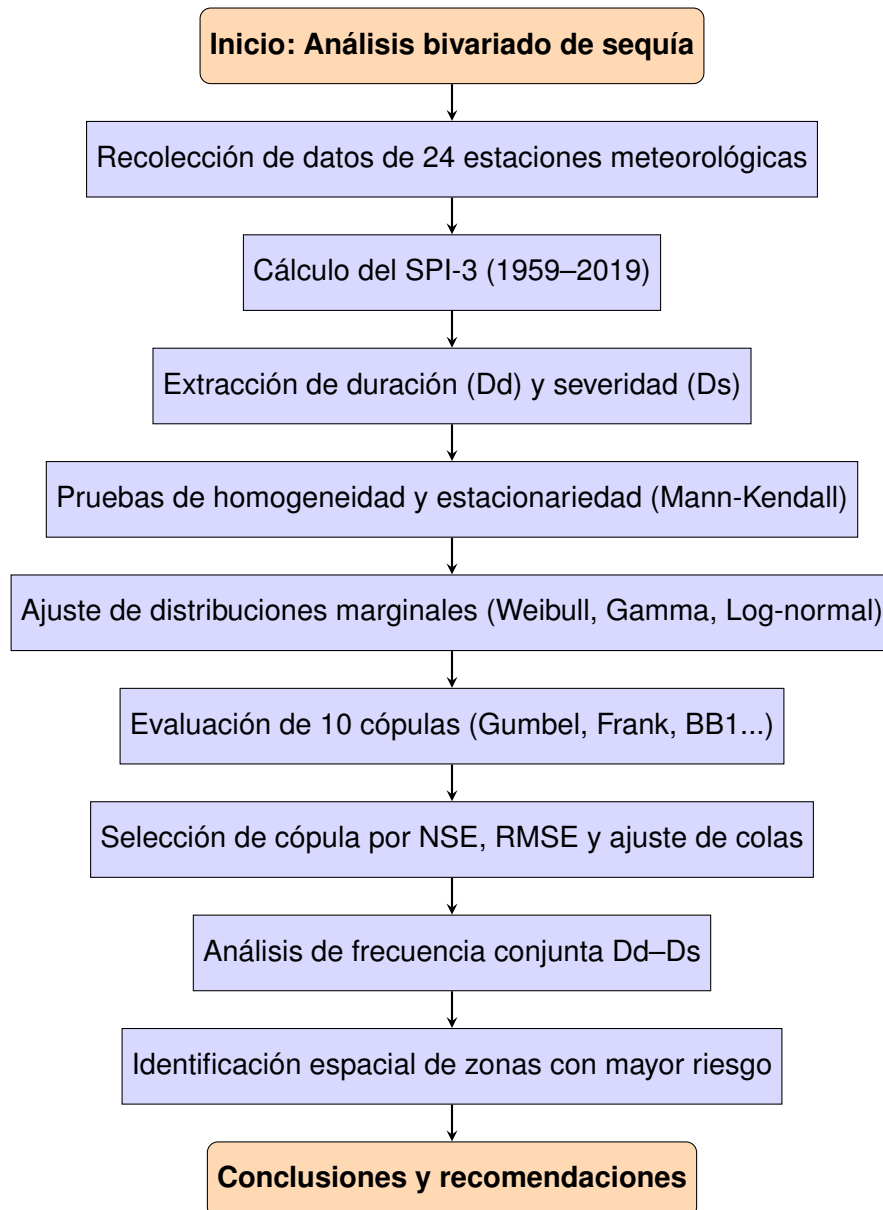 Inicio: Análisis bivariado de sequía
Recolección de datos de 24 estaciones meteorológicas
Cálculo del SPI-3 (1959–2019)
Extracción de duración (Dd) y severidad (Ds)
Pruebas de homogeneidad y estacionariedad (Mann-Kendall)
Ajuste de distribuciones marginales (Weibull, Gamma, Log-normal)
Evaluación de 10 cópulas (Gumbel, Frank, BB1...)
Selección de cópula por NSE, RMSE y ajuste de colas
Análisis de frecuencia conjunta Dd–Ds
Identificación espacial de zonas con mayor riesgo
Conclusiones y recomendaciones